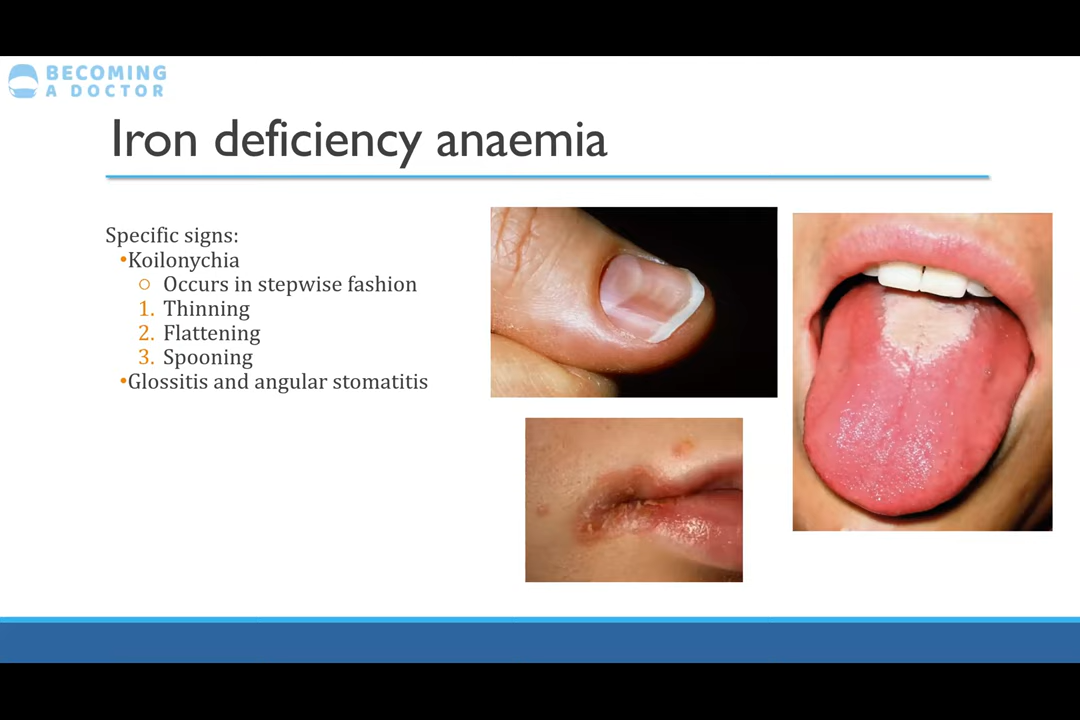 BECOMING
A DOCTOR
Iron deficiency anaemia
Specific signs:
•Koilonychia
○ Occurs in stepwise fashion
1. Thinning
2. Flattening
3. Spooning
•Glossitis and angular stomatitis